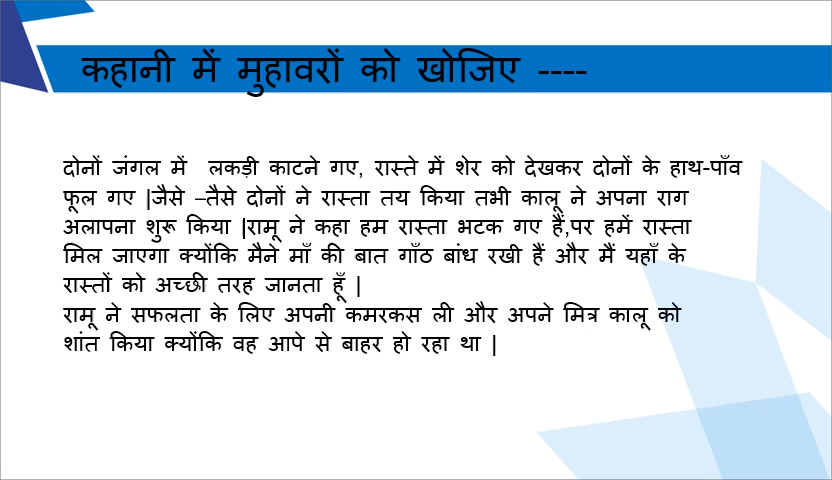 कहानी में मुहावरों को खोजिए ----
दोनों जंगल में लकड़ी काटने गए, रास्ते में शेर को देखकर दोनों के हाथ-पाँव
फूल गए |जैसे –तैसे दोनों ने रास्ता तय किया तभी कालू ने अपना राग
अलापना शुरू किया |रामू ने कहा हम रास्ता भटक गए हैं,पर हमें रास्ता
मिल जाएगा क्योंकि मैने माँ की बात गाँठ बांध रखी हैं और मैं यहाँ के
रास्तों को अच्छी तरह जानता हूँ |
रामू ने सफलता के लिए अपनी कमरकस ली और अपने मित्र कालू को
शांत किया क्योंकि वह आपे से बाहर हो रहा था |